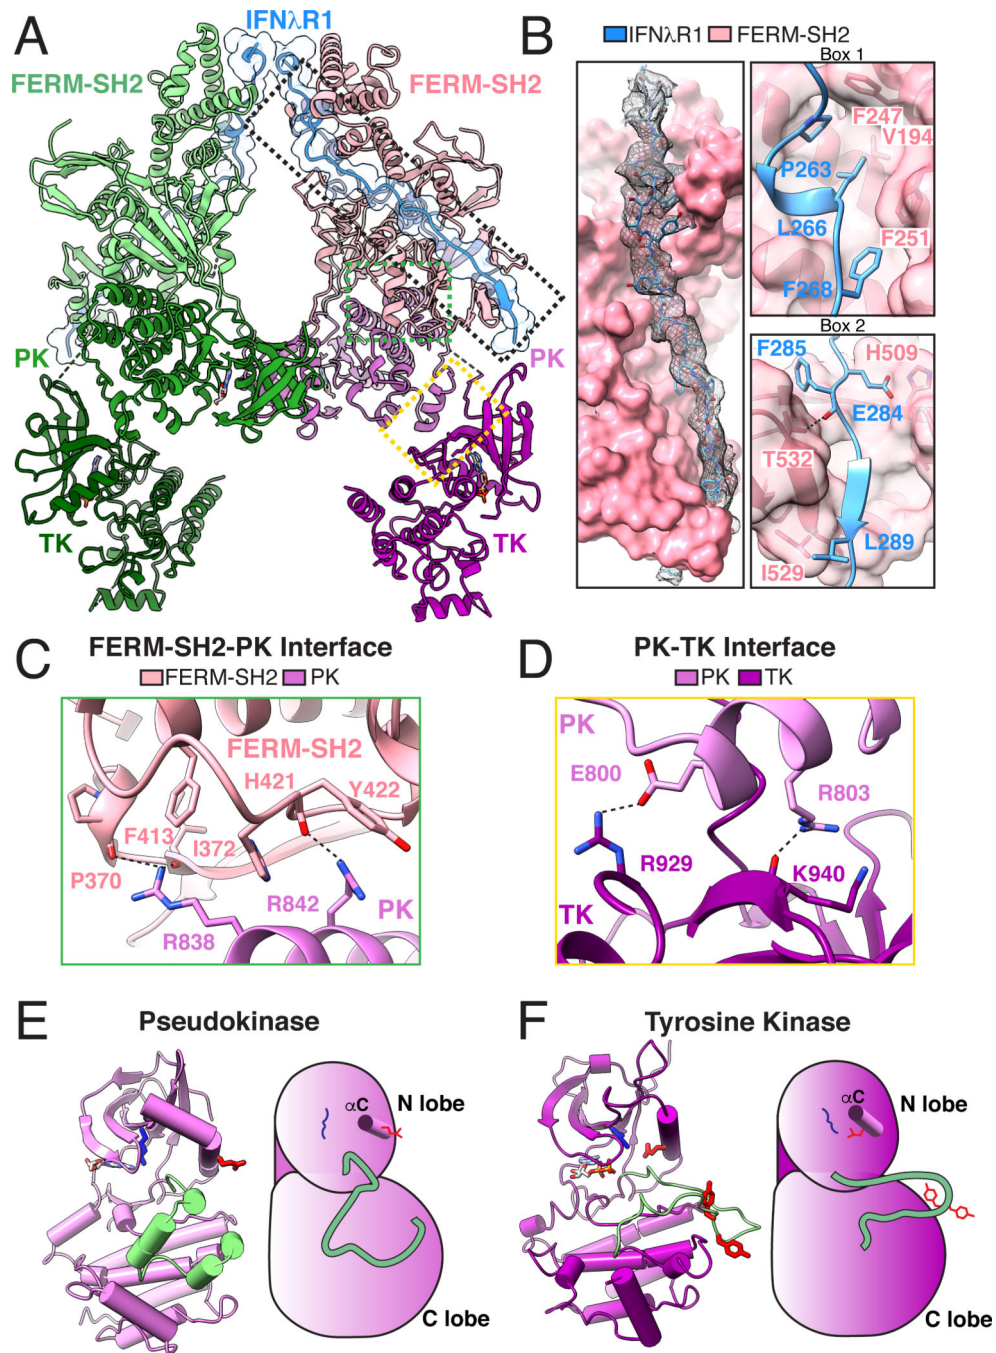 A
IFNλR1
FERM-SH2
FERM-SH2
PK
PK
TK
TK
B
IFNλR1 FERM-SH2
Box 1
F247
V194
P263
L266
F251
F268
Box 2
F285
H509
E284
T532
L289
I529
C
FERM-SH2-PK Interface
FERM-SH2 PK
FERM-SH2
H421
Y422
F413
I372
P370
R842
PK
R838
D
PK-TK Interface
PK TK
PK
E800
R803
R929
K940
TK
E
Pseudokinase
αC
N lobe
C lobe
F
Tyrosine Kinase
αC
N lobe
C lobe